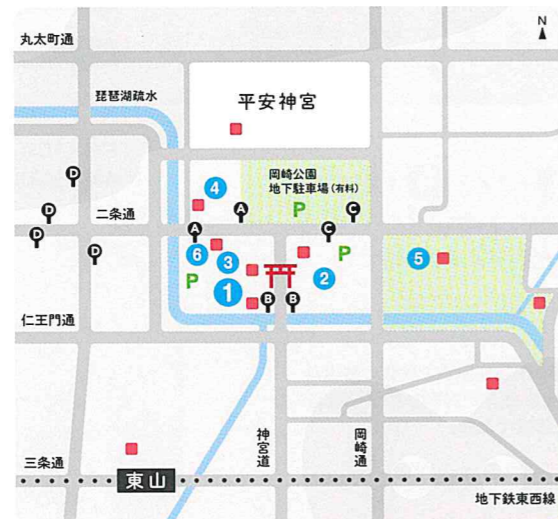 丸太町通
N
琵琶湖疏水
平安神宮
D
4
岡崎公園
地下駐車場(有料)
P
二条通
D
A
C
D
A
C
D
6
3
P
5
P
1
2
B
B
仁王門通
神宮道
岡崎通
三条通
東山
地下鉄東西線